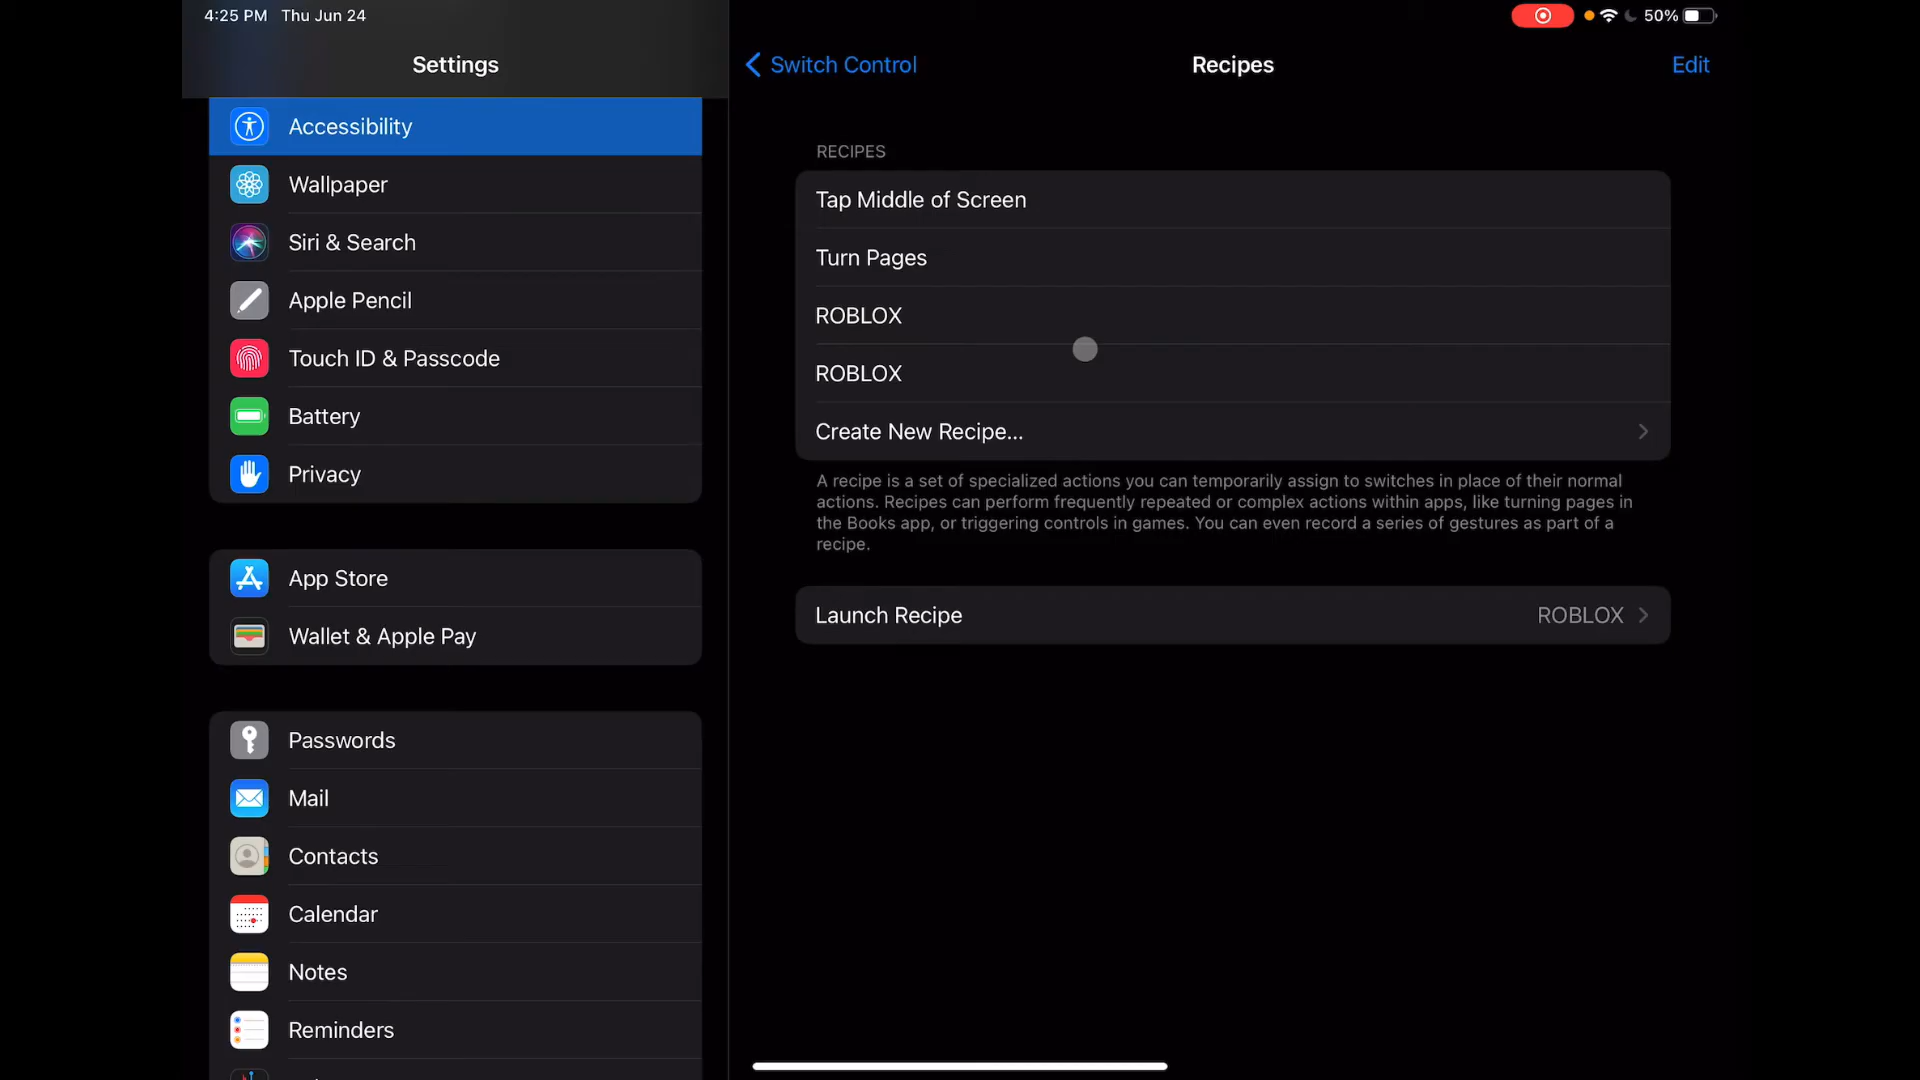 4:25 PM Thu Jun 24
50%
Settings
Accessibility
Wallpaper
Siri & Search
Apple Pencil
Touch ID & Passcode
Battery
Privacy
App Store
Wallet & Apple Pay
Passwords
Mail
Contacts
Calendar
Notes
Reminders
Switch Control
Recipes
Edit
RECIPES
Tap Middle of Screen
Turn Pages
ROBLOX
ROBLOX
Create New Recipe...
A recipe is a set of specialized actions you can temporarily assign to switches in place of their normal
actions. Recipes can perform frequently repeated or complex actions within apps, like turning pages in
the Books app, or triggering controls in games. You can even record a series of gestures as part of a
recipe.
Launch Recipe ROBLOX